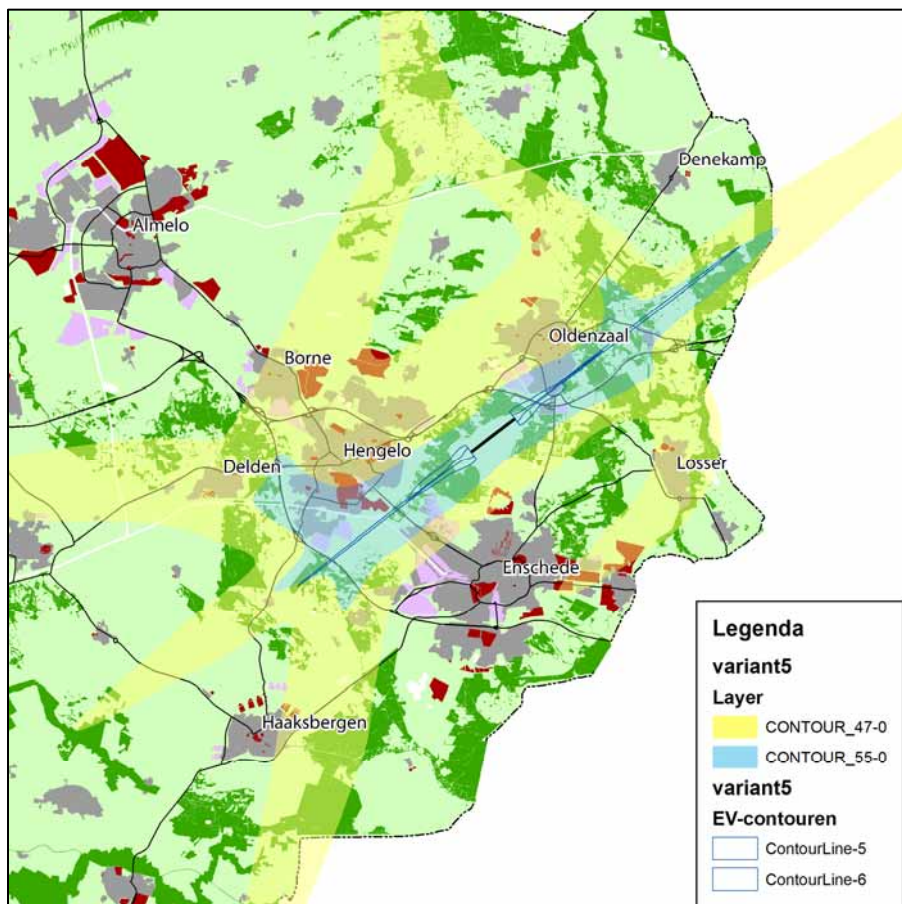 Denekamp
Almelo
Oldenzaal
Borne
Hengelo
Delden
Losser
Enschede
Haaksbergen
Legenda
variant5
Layer
CONTOUR_47-0
CONTOUR_55-0
variant5
EV-contouren
ContourLine-5
ContourLine-6